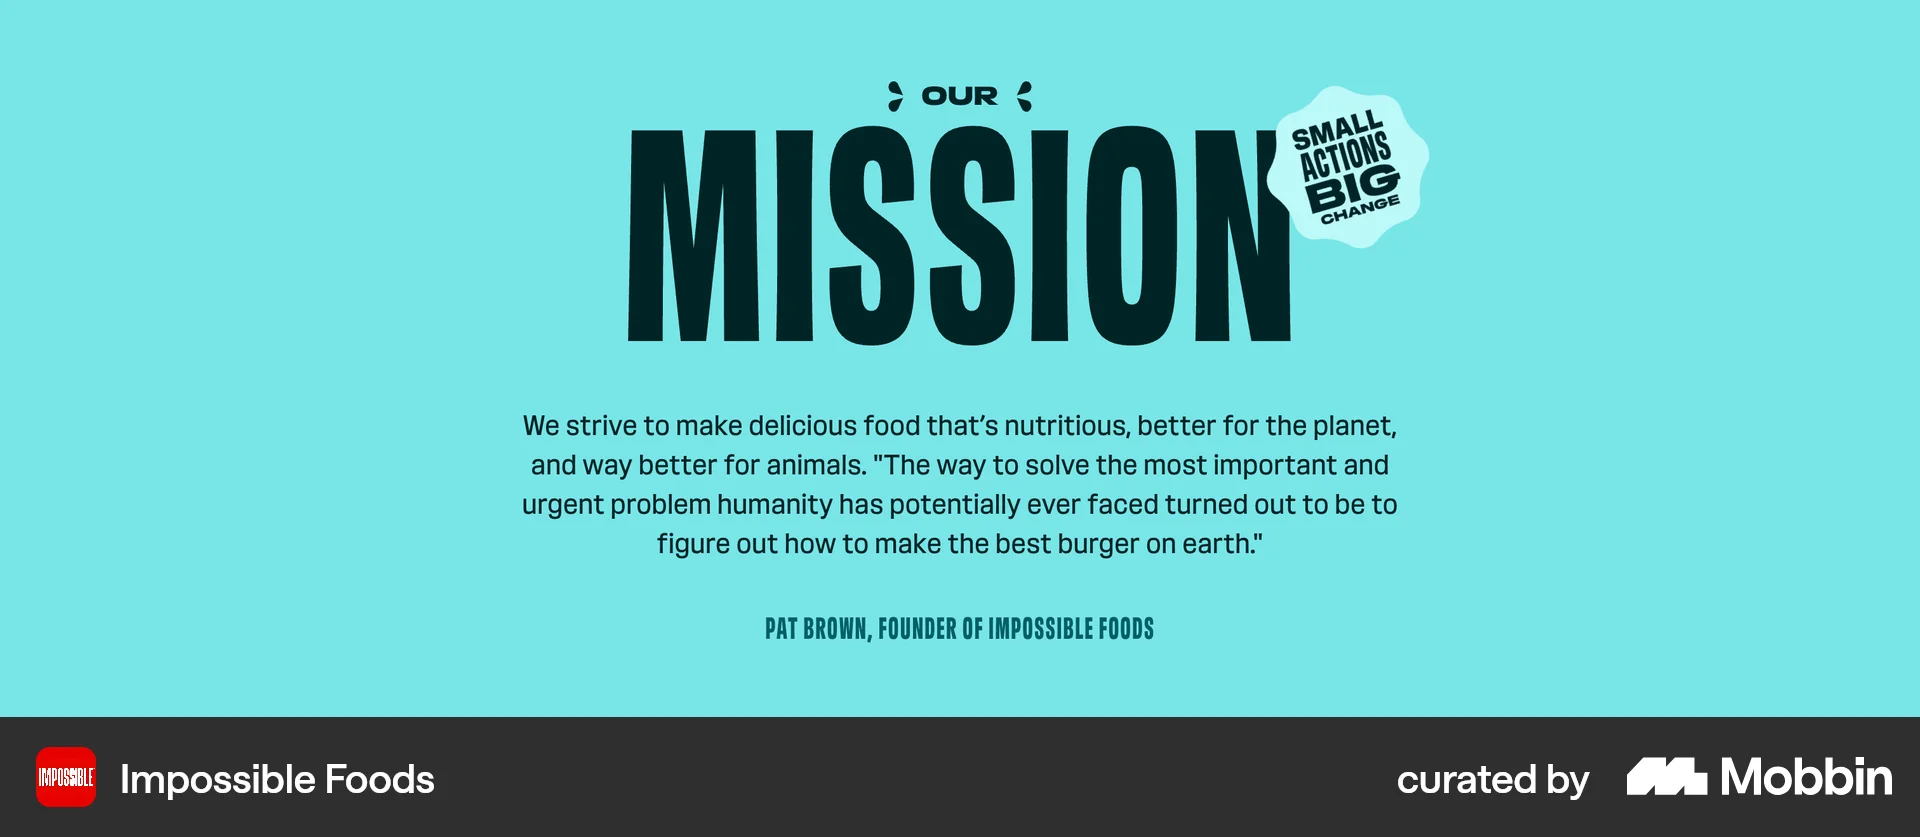 OUR
MISSION
SMALL
ACTIONS
BIG
CHANGE
We strive to make delicious food that’s nutritious, better for the planet,
and way better for animals. "The way to solve the most important and
urgent problem humanity has potentially ever faced turned out to be to
figure out how to make the best burger on earth."
PAT BROWN, FOUNDER OF IMPOSSIBLE FOODS
IMPOSSIBLE
Impossible Foods
curated by
Mobbin